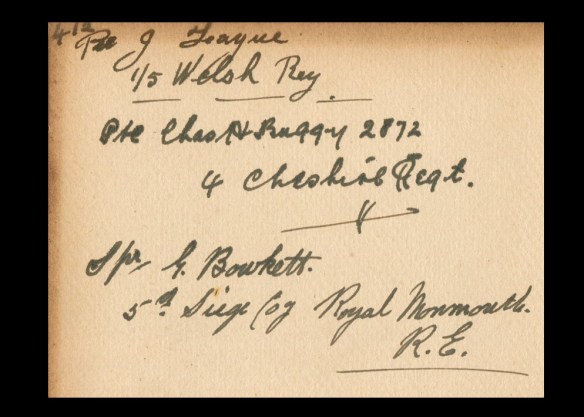 Pte J Teague
1/5 Welsh Reg.
Pte Chas H Bruggy 2872
4 Cheshire Regt.
Spr. G. Bowkett.
5th Siege Coy Royal Monmouth.
R.E.